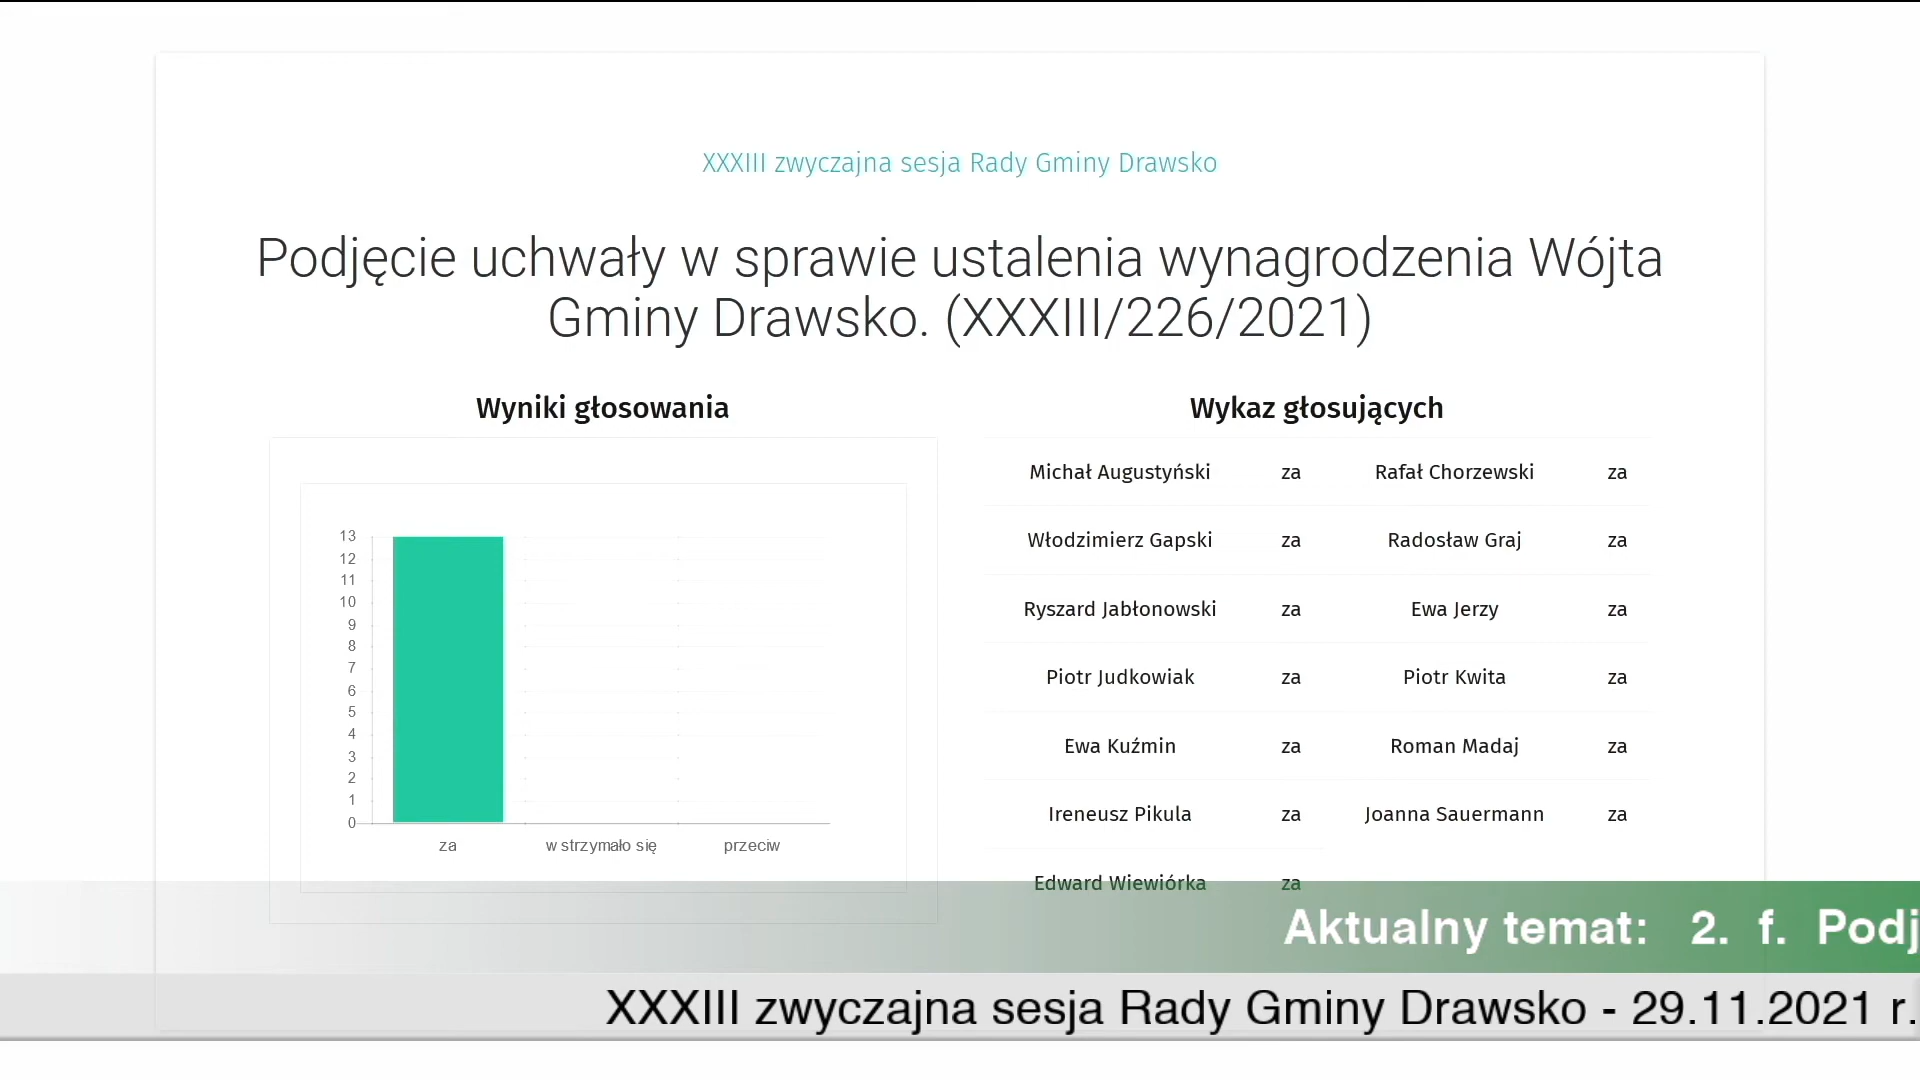 XXXIII zwyczajna sesja Rady Gminy Drawsko
Podjęcie uchwały w sprawie ustalenia wynagrodzenia Wójta
Gminy Drawsko. (XXXIII/226/2021)
Wyniki głosowania
13
12
11
10
9
8
7
6
5
4
3
2
1
0
za
w strzymało się
przeciw
Wykaz głosujących
Michał Augustyński za Rafał Chorzewski za
Włodzimierz Gapski za Radosław Graj za
Ryszard Jabłonowski za Ewa Jerzy za
Piotr Judkowiak za Piotr Kwita za
Ewa Kuźmin za Roman Madaj za
Ireneusz Pikula za Joanna Sauermann za
Edward Wiewiórka za
Aktualny temat: 2. f. Podj
XXXIII zwyczajna sesja Rady Gminy Drawsko - 29.11.2021 r.